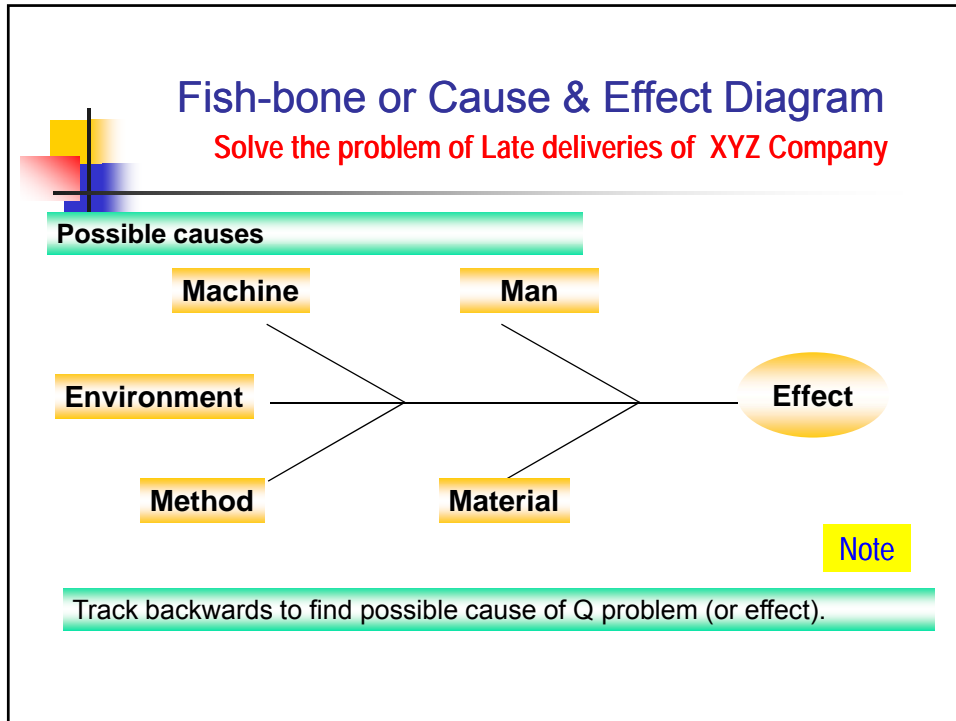 Fish-bone or Cause & Effect Diagram
Solve the problem of Late deliveries of XYZ Company
Possible causes
Machine
Man
Environment
Effect
Method
Material
Note
Track backwards to find possible cause of Q problem (or effect).